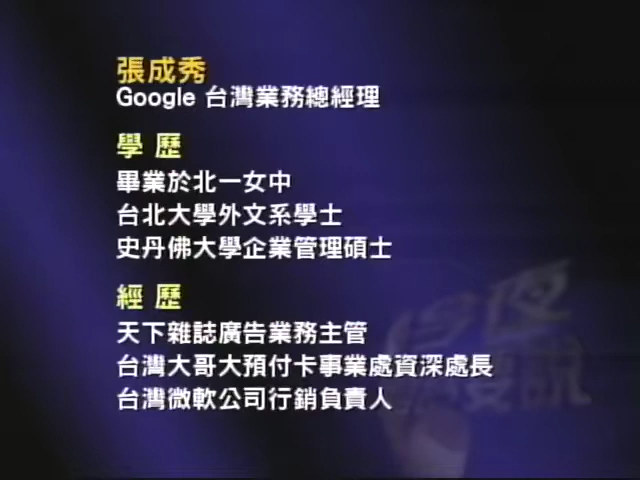 張成秀
Google 台灣業務總經理
學 歷
畢業於北一女中
台北大學外文系學士
史丹佛大學企業管理碩士
經 歷
天下雜誌廣告業務主管
台灣大哥大預付卡事業處資深處長
台灣微軟公司行銷負責人